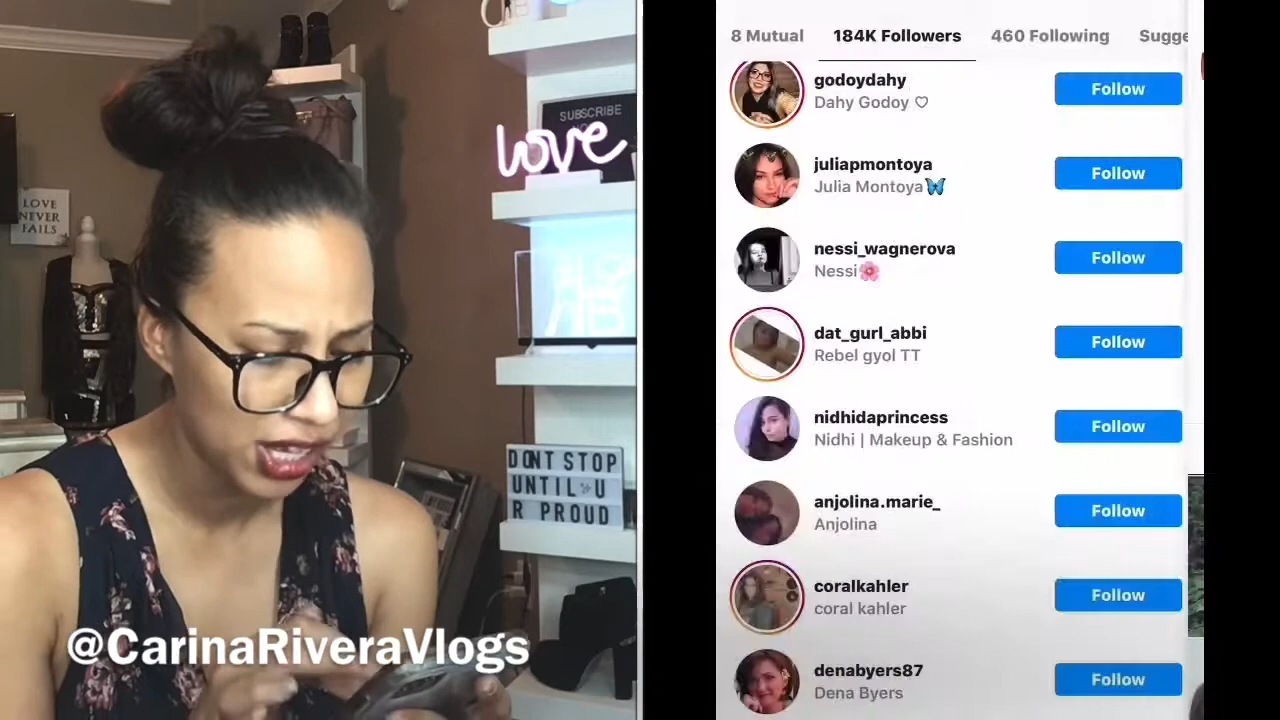 SUBSCRIBE
love
LOVE
NEVER
FAILS
DONT STOP
UNTIL U
R PROUD
@CarinaRiveraVlogs
8 Mutual 184K Followers 460 Following Sugge
godoydahy
Dahy Godoy ♡
Follow
juliapmontoya
Julia Montoya🦋
Follow
nessi_wagnerova
Nessi🌸
Follow
dat_gurl_abbi
Rebel gyol TT
Follow
nidhidaprincess
Nidhi | Makeup & Fashion
Follow
anjolina.marie_
Anjolina
Follow
coralkahler
coral kahler
Follow
denabyers87
Dena Byers
Follow